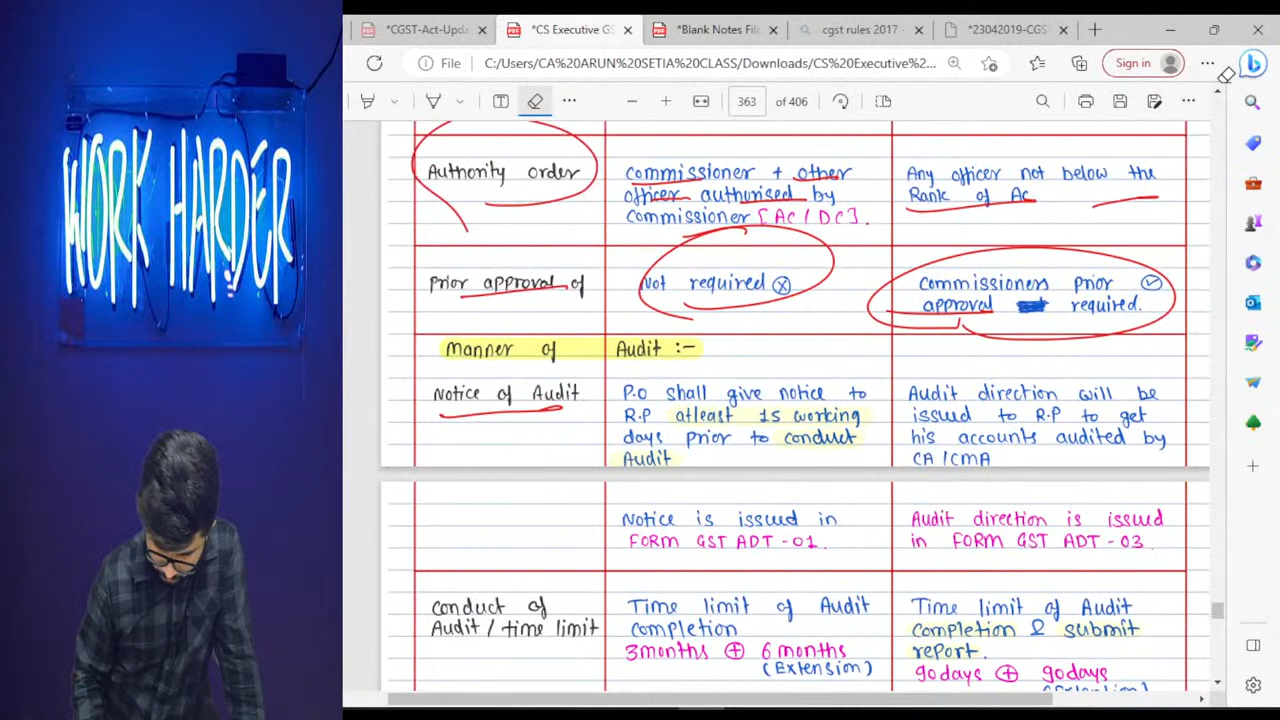 WORK HARDER
*CGST-Act-Upda
*CS Executive GS
*Blank Notes File
cgst rules 2017 -
*23042019-CGST
File
C:/Users/CA%20ARUN%20SETIA%20CLASS/Downloads/CS%20Executive%2...
Sign in
363 of 406
Authority order
commissioner + other officer authorised by commissioner [AC / DC].
Any officer not below the Rank of Ac
Prior approval of
Not required
commissioners prior approval required.
Manner of Audit :-
Notice of Audit
P.O shall give notice to
R.P atleast 15 working
days prior to conduct
Audit
Audit direction will be
issued to R.P to get
his accounts audited by
CA / CMA
Notice is issued in
FORM GST ADT - 01.
Audit direction is issued
in FORM GST ADT - 03.
conduct of
Audit / time limit
Time limit of Audit
completion
3months + 6 months
(Extension)
Time limit of Audit
completion & submit
report.
90days + 90days